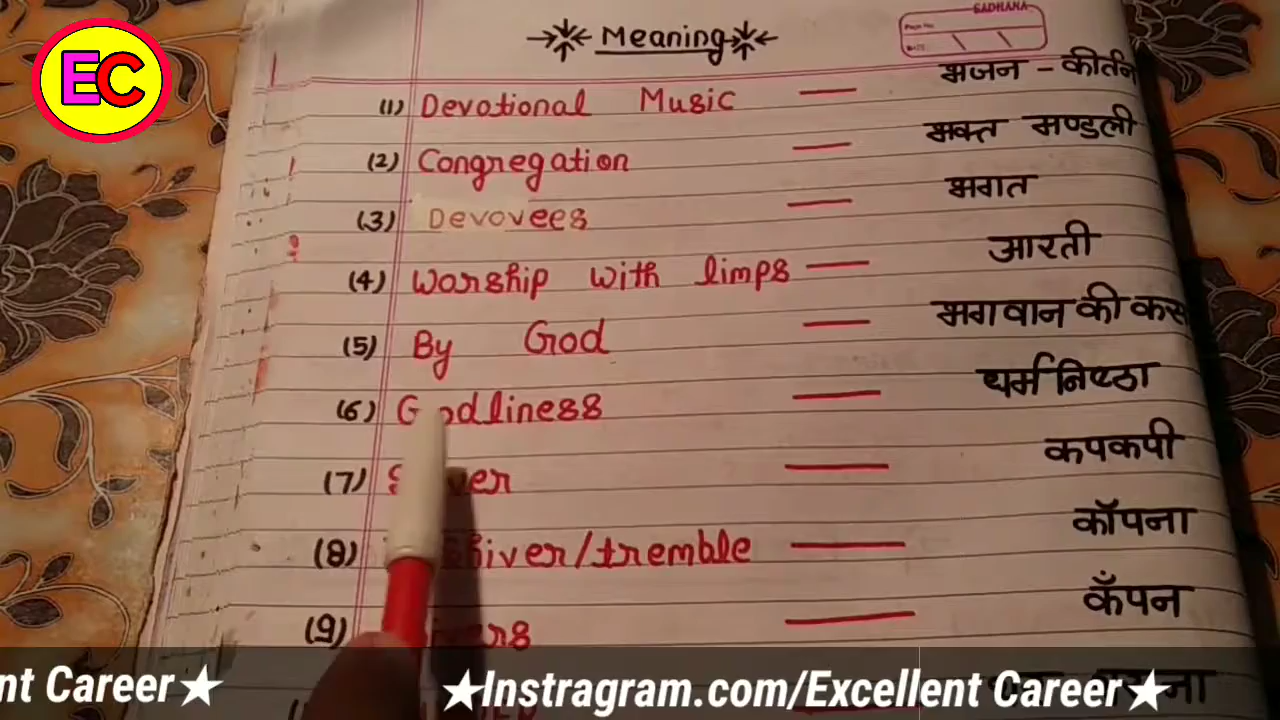 EC
SADHANA
Meaning
(1) Devotional Music — भजन - कीर्तन
(2) Congregation — भक्त मण्डली
(3) Devovees — भगत
(4) Worship with limps — आरती
(5) By God — भगवान की कस
(6) Godliness — धर्म निष्ठा
(7) — कपकपी
(8) shiver/tremble — कॉपना
(9) — कँपन
nt Career★ ★Instragram.com/Excellent Career★